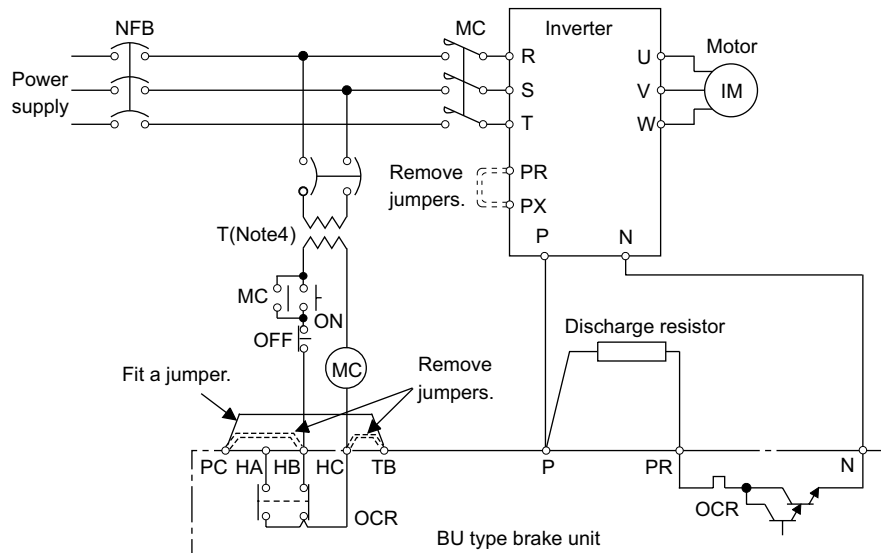 NFB
MC
Inverter
Power
supply
R
S
T
U
V
W
Motor
IM
Remove
jumpers.
PR
PX
P
N
T(Note4)
MC
ON
OFF
MC
Discharge resistor
Fit a jumper.
Remove
jumpers.
PC
HA
HB
HC
TB
P
PR
N
OCR
OCR
BU type brake unit